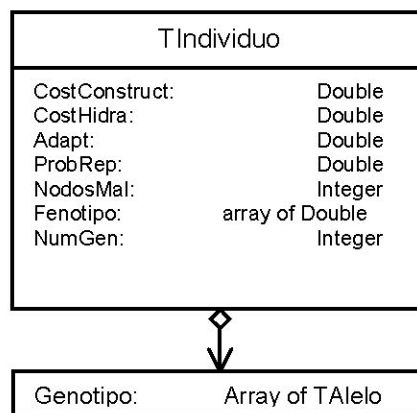 TIndividuo
CostConstruct: Double
CostHidra: Double
Adapt: Double
ProbRep: Double
NodosMal: Integer
Fenotipo: array of Double
NumGen: Integer
Genotipo: Array of TAlelo